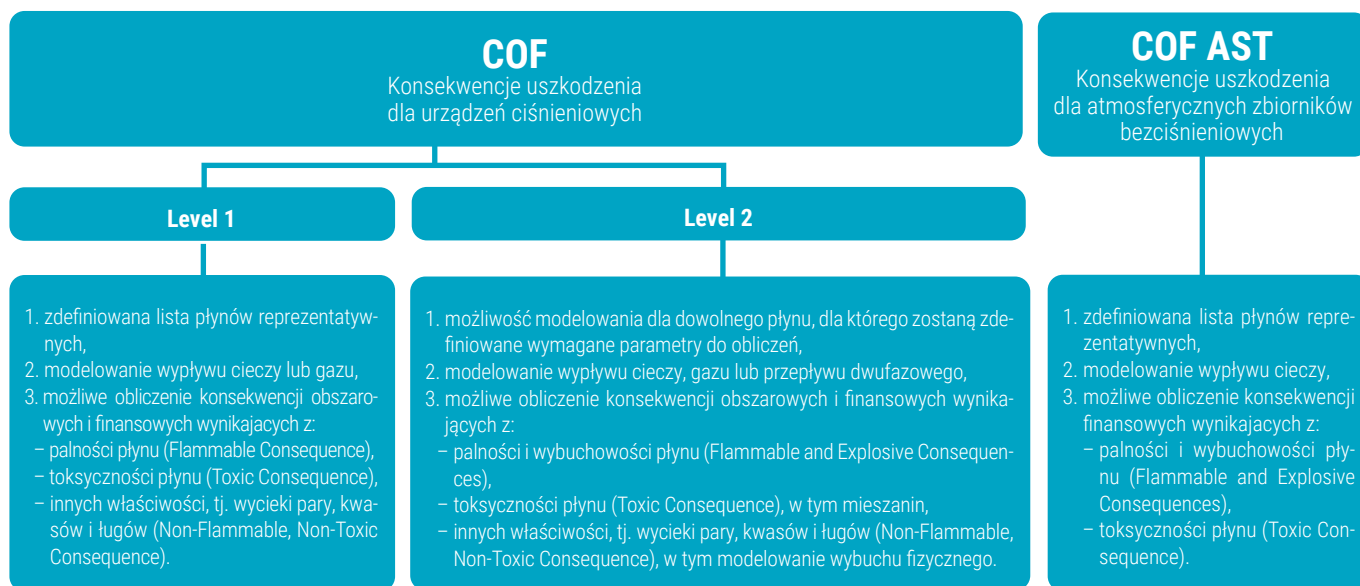 COF
Konsekwencje uszkodzenia
dla urządzeń ciśnieniowych
COF AST
Konsekwencje uszkodzenia
dla atmosferycznych zbiorników
bezciśnieniowych
Level 1
Level 2
1. zdefiniowana lista płynów reprezentatyw-
nych,
2. modelowanie wypływu cieczy lub gazu,
3. możliwe obliczenie konsekwencji obszaro-
wych i finansowych wynikajacych z:
– palności płynu (Flammable Consequence),
– toksyczności płynu (Toxic Consequence),
– innych właściwości, tj. wycieki pary, kwa-
sów i ługów (Non-Flammable, Non-Toxic
Consequence).
1. możliwość modelowania dla dowolnego płynu, dla którego zostaną zde-
finiowane wymagane parametry do obliczeń,
2. modelowanie wypływu cieczy, gazu lub przepływu dwufazowego,
3. możliwe obliczenie konsekwencji obszarowych i finansowych wynika-
jących z:
– palności i wybuchowości płynu (Flammable and Explosive Consequen-
ces),
– toksyczności płynu (Toxic Consequence), w tym mieszanin,
– innych właściwości, tj. wycieki pary, kwasów i ługów (Non-Flammable,
Non-Toxic Consequence), w tym modelowanie wybuchu fizycznego.
1. zdefiniowana lista płynów repre-
zentatywnych,
2. modelowanie wypływu cieczy,
3. możliwe obliczenie konsekwencji
finansowych wynikajacych z:
– palności i wybuchowości pły-
nu (Flammable and Explosive
Consequences),
– toksyczności płynu (Toxic Con-
sequence).